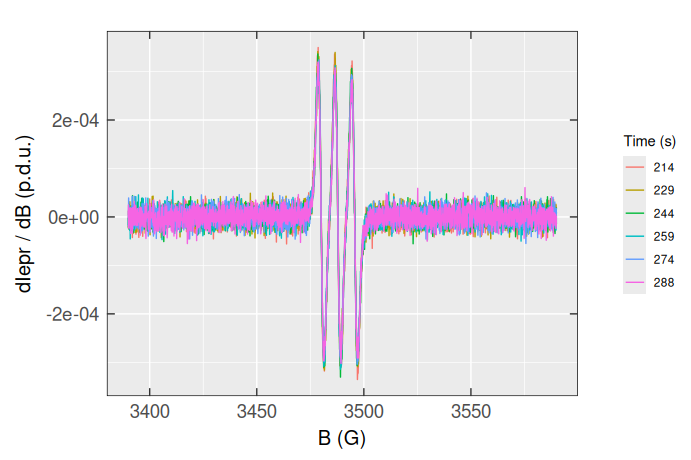 dIepr / dB (p.d.u.)
2e-04
0e+00
-2e-04
3400
3450
3500
3550
B (G)
Time (s)
214
229
244
259
274
288